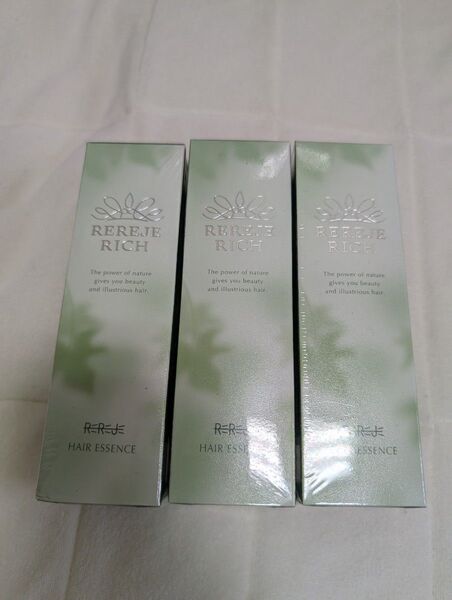 REREJE
RICH
The power of nature
gives you beauty
and illustrious hair.
REREJE
HAIR ESSENCE
REREJE
RICH
The power of nature
gives you beauty
and illustrious hair.
HAIR ESSENCE
REREJE
RICH
The power of nature
gives you beauty
and illustrious hair.
REREJE
ESSENCE